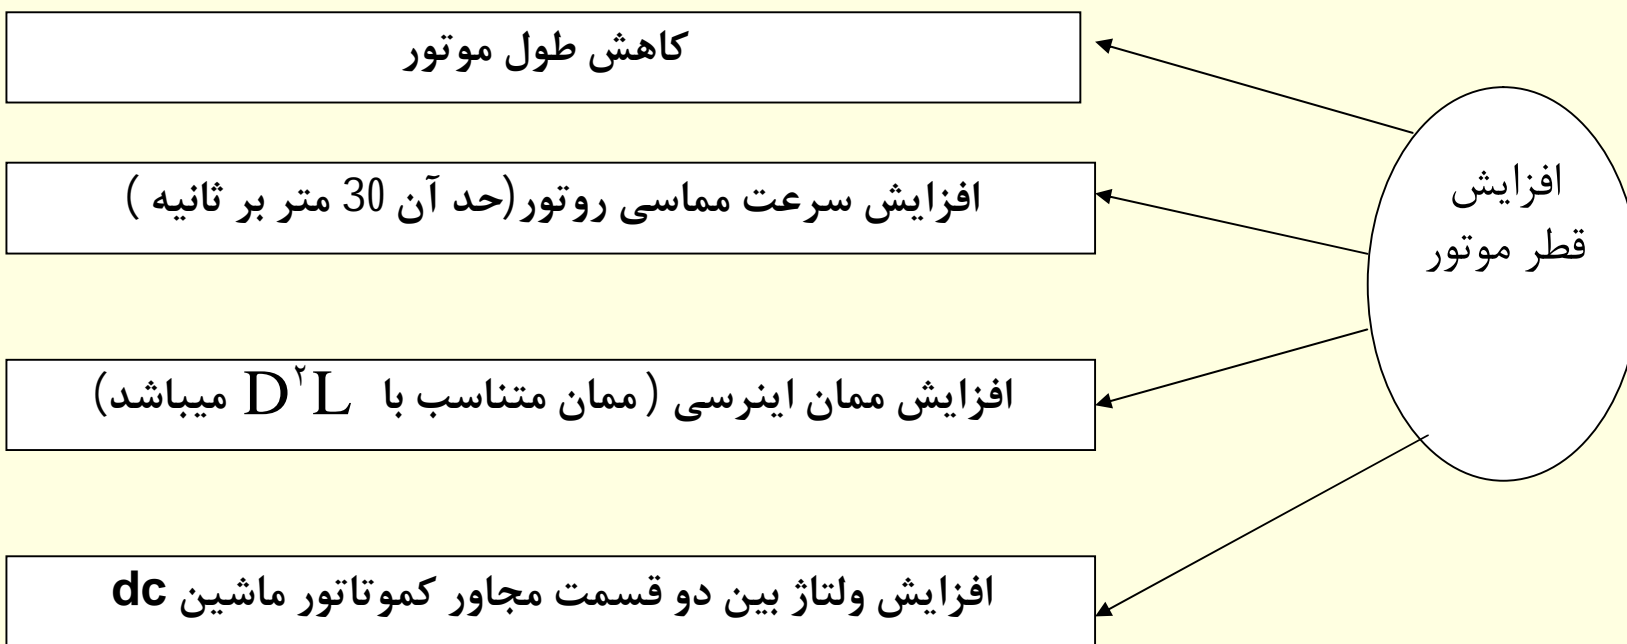 کاهش طول موتور
افزایش سرعت مماسی روتور(حد آن 30 متر بر ثانیه )
افزایش
قطر موتور
افزایش ممان اینرسی ( ممان متناسب با D²L میباشد)
افزایش ولتاژ بین دو قسمت مجاور کموتاتور ماشین dc